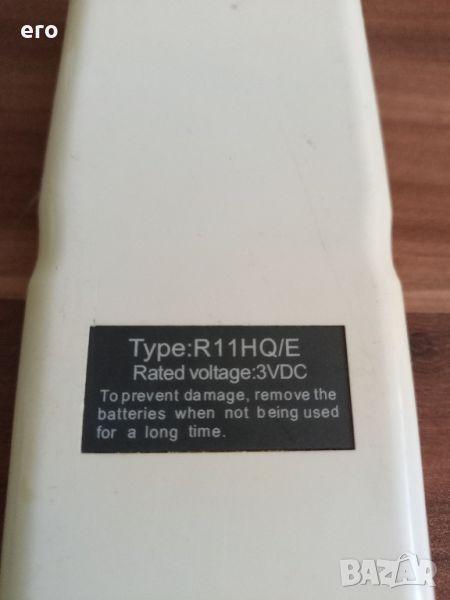 ero
Type:R11HQ/E
Rated voltage:3VDC
To prevent damage, remove the
batteries when not being used
for a long time.
BAZAR